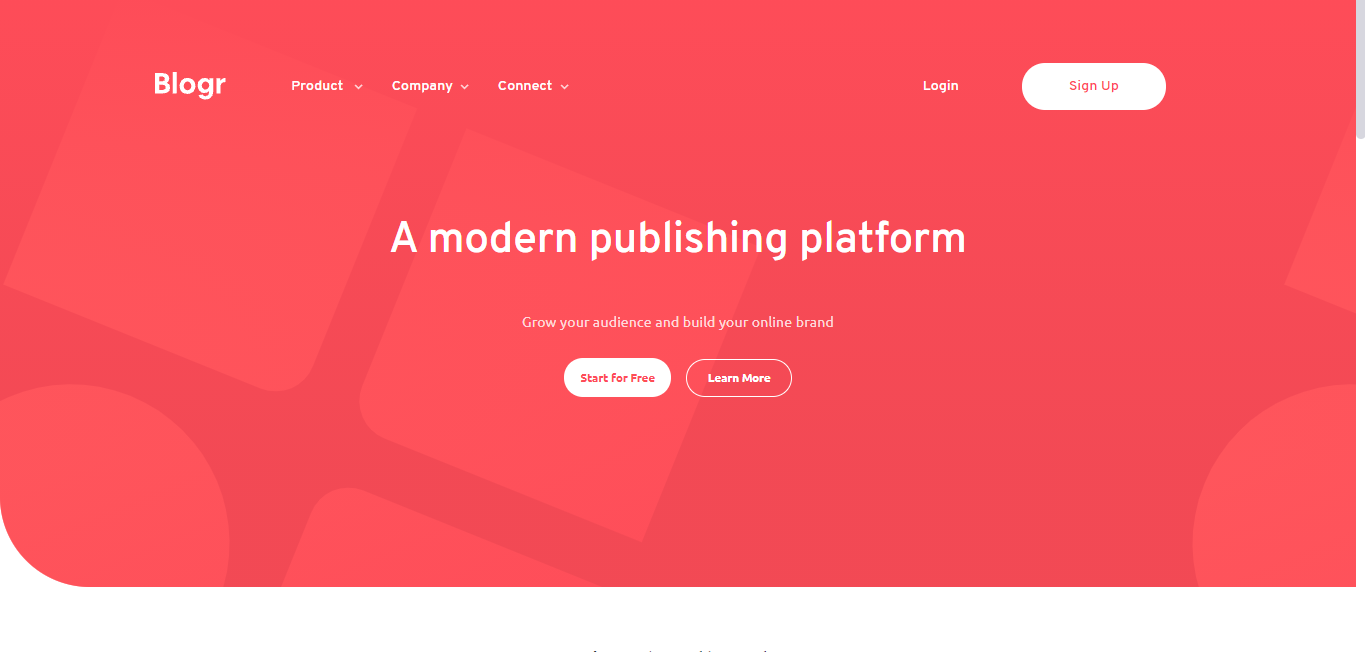 Blogr Product Company Connect Login Sign Up
A modern publishing platform
Grow your audience and build your online brand
Start for Free Learn More